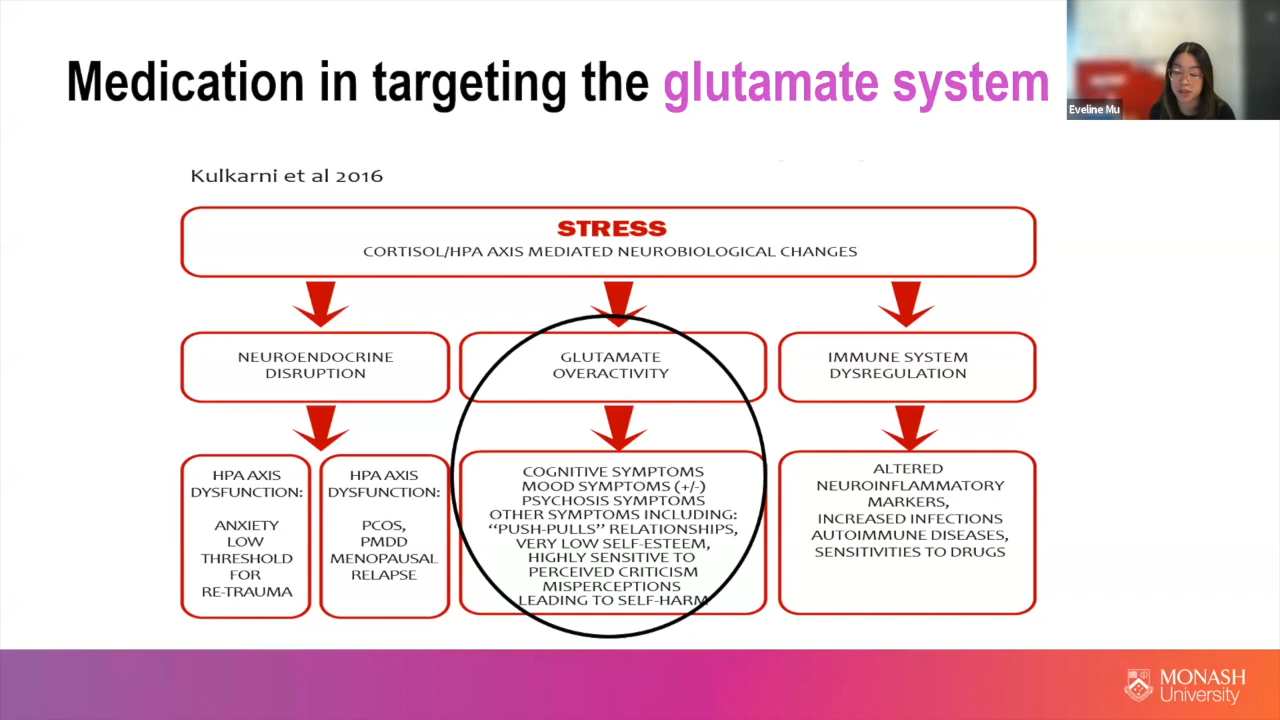 Medication in targeting the glutamate system
Eveline Mu
Kulkarni et al 2016
STRESS
CORTISOL/HPA AXIS MEDIATED NEUROBIOLOGICAL CHANGES
NEUROENDOCRINE
DISRUPTION
GLUTAMATE
OVERACTIVITY
IMMUNE SYSTEM
DYSREGULATION
HPA AXIS
DYSFUNCTION:
ANXIETY
LOW
THRESHOLD
FOR
RE-TRAUMA
HPA AXIS
DYSFUNCTION:
PCOS,
PMDD
MENOPAUSAL
RELAPSE
COGNITIVE SYMPTOMS
MOOD SYMPTOMS (+/-)
PSYCHOSIS SYMPTOMS
OTHER SYMPTOMS INCLUDING:
“PUSH-PULLS” RELATIONSHIPS,
VERY LOW SELF-ESTEEM,
HIGHLY SENSITIVE TO
PERCEIVED CRITICISM
MISPERCEPTIONS
LEADING TO SELF-HARM
ALTERED
NEUROINFLAMMATORY
MARKERS,
INCREASED INFECTIONS
AUTOIMMUNE DISEASES,
SENSITIVITIES TO DRUGS
MONASH
University